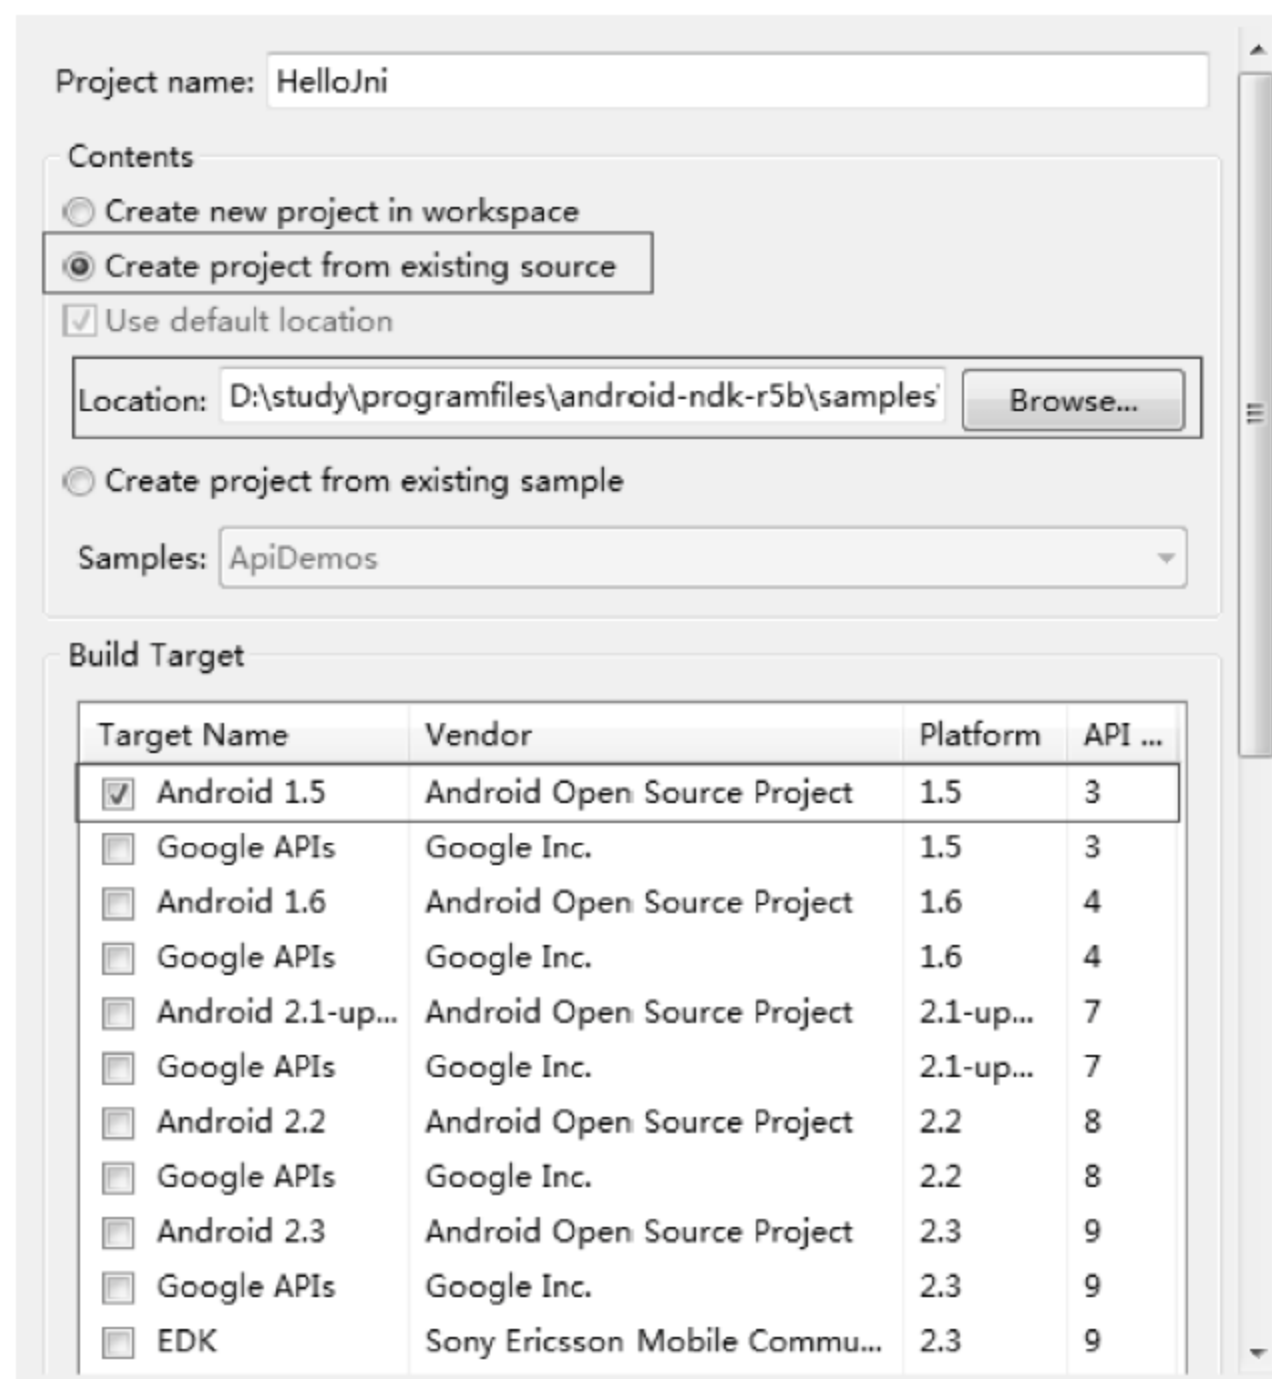 Project name: HelloJni
Contents
Create new project in workspace
Create project from existing source
Use default location
Location: D:\study\programfiles\android-ndk-r5b\samples Browse...
Create project from existing sample
Samples: ApiDemos
Build Target
Target Name Vendor Platform API ...
Android 1.5 Android Open Source Project 1.5 3
Google APIs Google Inc. 1.5 3
Android 1.6 Android Open Source Project 1.6 4
Google APIs Google Inc. 1.6 4
Android 2.1-up... Android Open Source Project 2.1-up... 7
Google APIs Google Inc. 2.1-up... 7
Android 2.2 Android Open Source Project 2.2 8
Google APIs Google Inc. 2.2 8
Android 2.3 Android Open Source Project 2.3 9
Google APIs Google Inc. 2.3 9
EDK Sony Ericsson Mobile Commu... 2.3 9